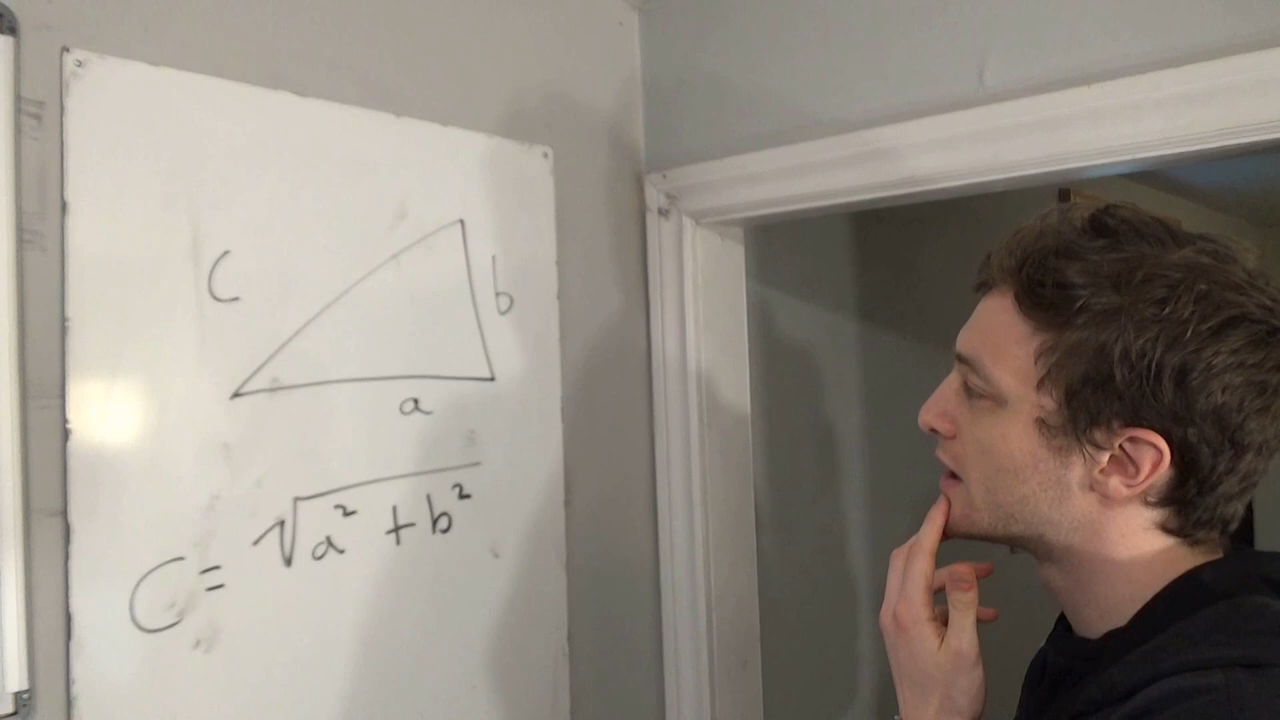 C
b
a
C = √a² + b²